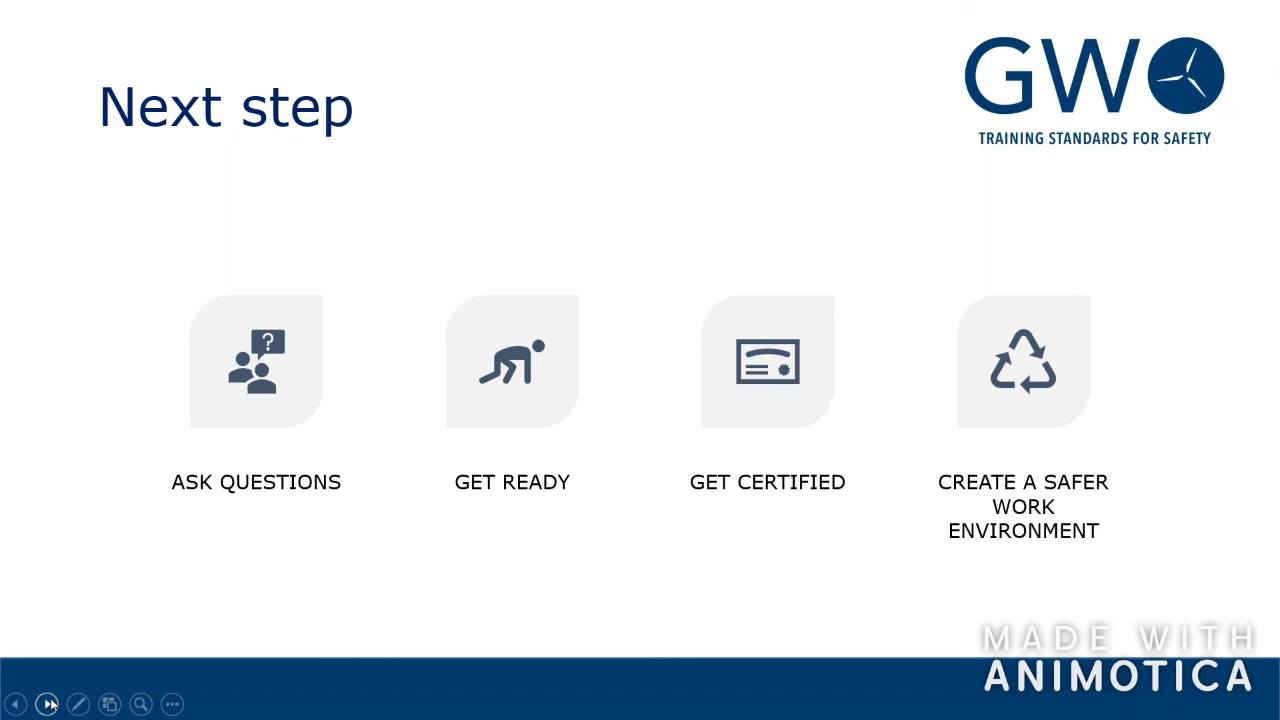 Next step
GWO
TRAINING STANDARDS FOR SAFETY
?
ASK QUESTIONS
GET READY
GET CERTIFIED
CREATE A SAFER
WORK
ENVIRONMENT
MADE WITH
ANIMOTICA